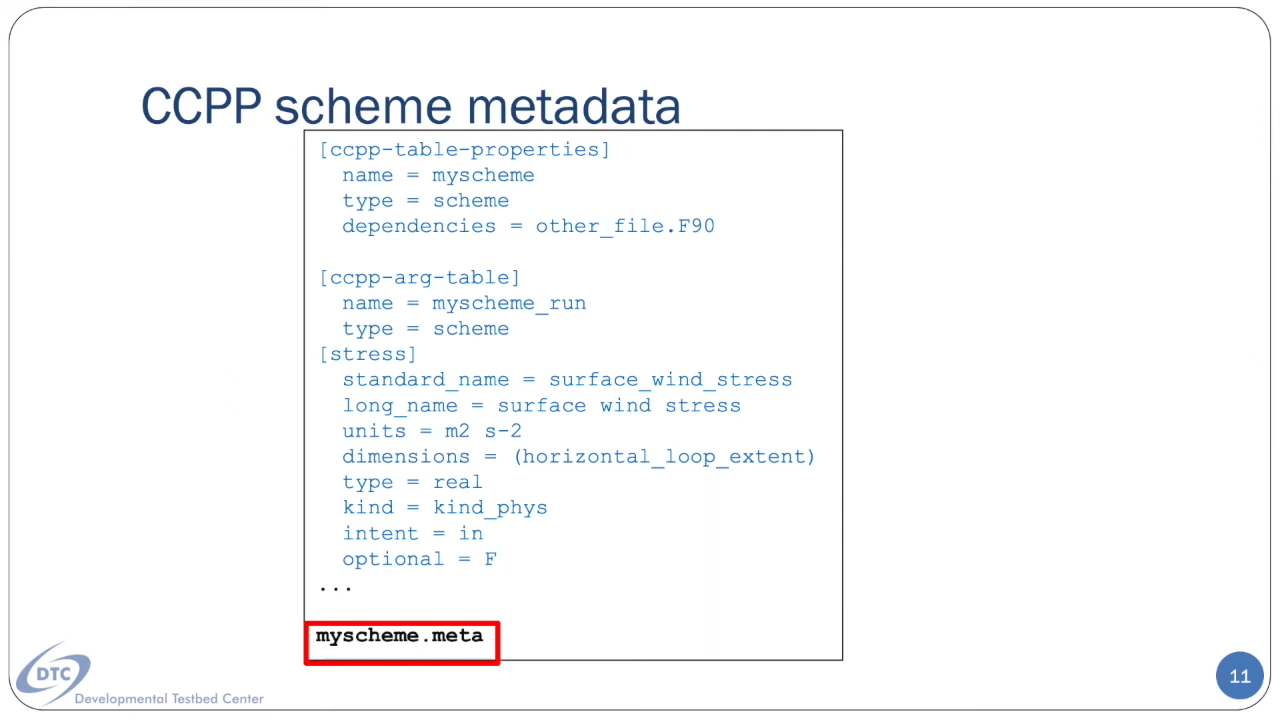 CCPP scheme metadata
[ccpp-table-properties]
name = myscheme
type = scheme
dependencies = other_file.F90
[ccpp-arg-table]
name = myscheme_run
type = scheme
[stress]
standard_name = surface_wind_stress
long_name = surface wind stress
units = m2 s-2
dimensions = (horizontal_loop_extent)
type = real
kind = kind_phys
intent = in
optional = F
...
myscheme.meta
DTC
Developmental Testbed Center
11